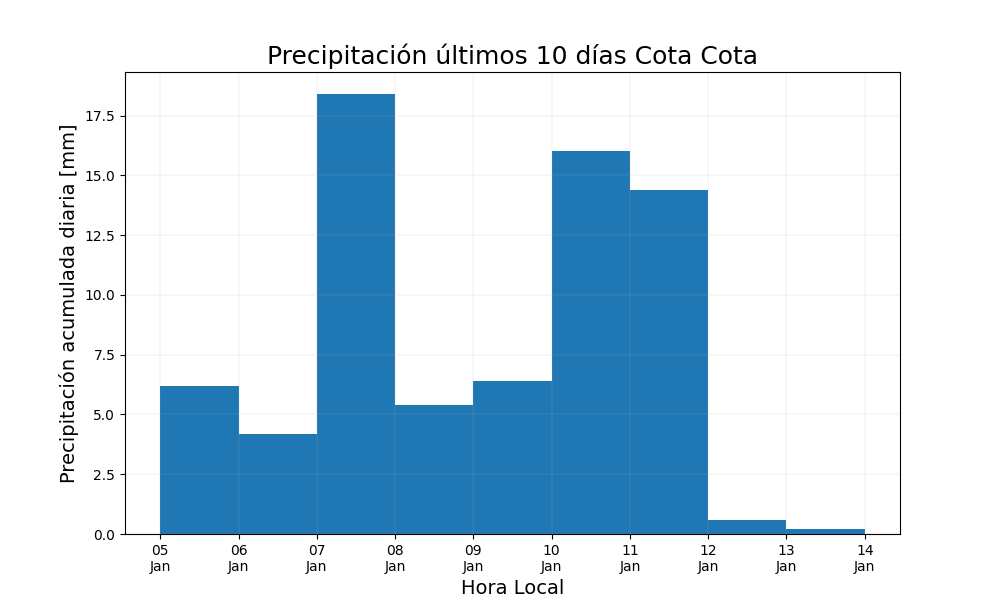 Precipitación últimos 10 días Cota Cota
Precipitación acumulada diaria [mm]
17.5
15.0
12.5
10.0
7.5
5.0
2.5
0.0
05 06 07 08 09 10 11 12 13 14
Jan Jan Jan Jan Jan Jan Jan Jan Jan Jan
Hora Local